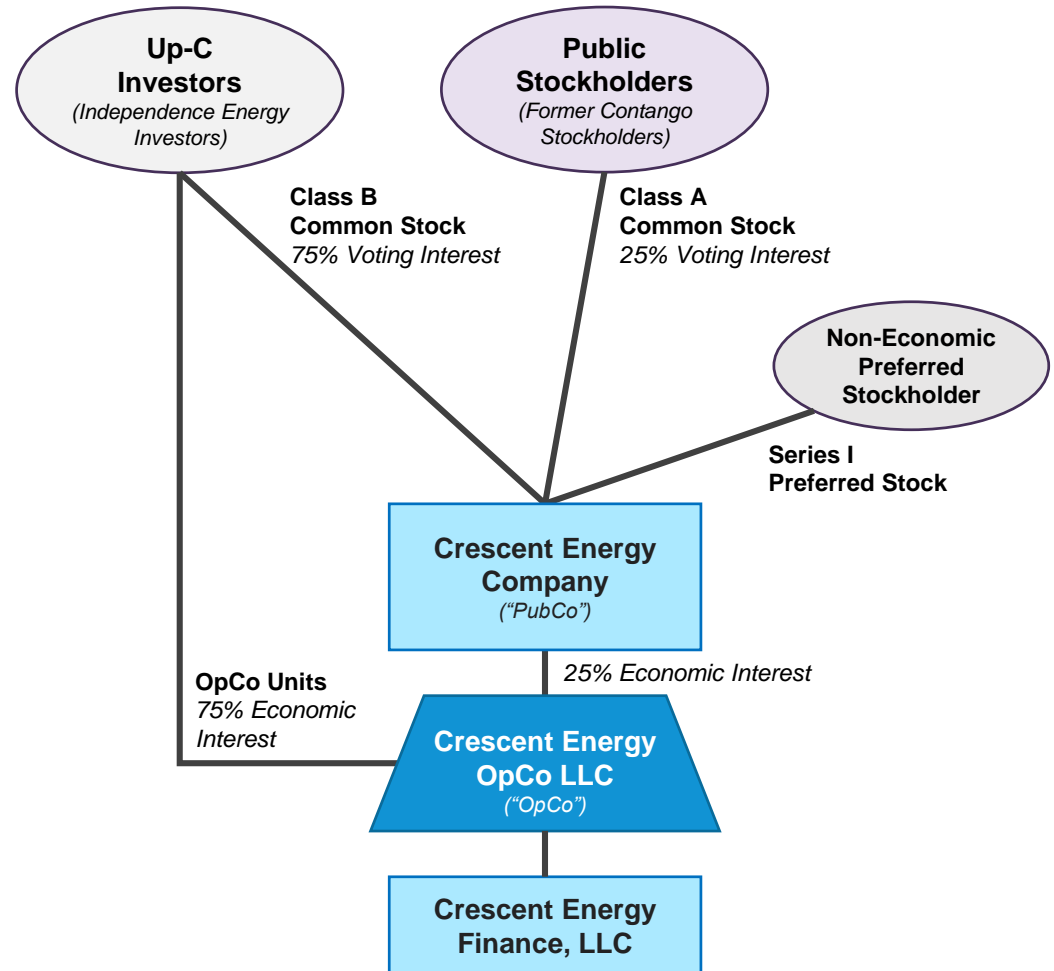 Up-C
Investors
(Independence Energy
Investors)
Public
Stockholders
(Former Contango
Stockholders)
Class B
Common Stock
75% Voting Interest
Class A
Common Stock
25% Voting Interest
Non-Economic
Preferred
Stockholder
Series I
Preferred Stock
Crescent Energy
Company
(“PubCo”)
25% Economic Interest
OpCo Units
75% Economic
Interest
Crescent Energy
OpCo LLC
(“OpCo”)
Crescent Energy
Finance, LLC